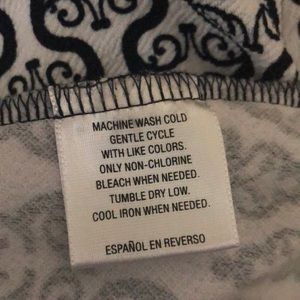 MACHINE WASH COLD
GENTLE CYCLE
WITH LIKE COLORS.
ONLY NON-CHLORINE
BLEACH WHEN NEEDED.
TUMBLE DRY LOW.
COOL IRON WHEN NEEDED.
ESPAÑOL EN REVERSO